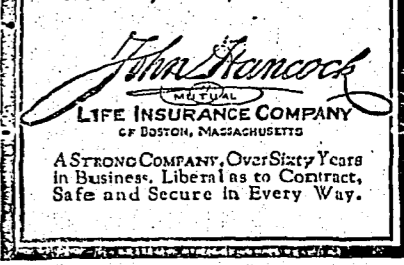 John Hancock
MUTUAL
LIFE INSURANCE COMPANY
OF BOSTON, MASSACHUSETTS
A STRONG COMPANY, Over Sixty Years
in Business. Liberal as to Contract,
Safe and Secure in Every Way.